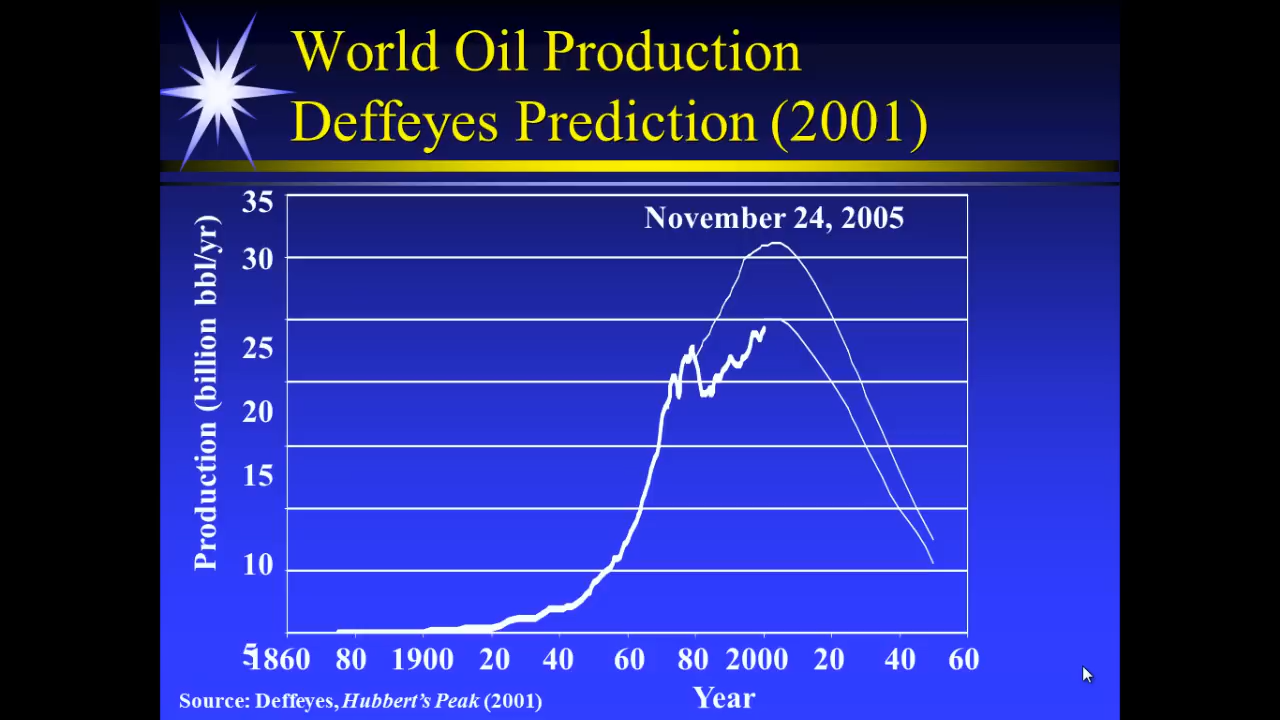 World Oil Production
Deffeyes Prediction (2001)
35
November 24, 2005
30
25
20
15
10
5
Production (billion bbl/yr)
1860 80 1900 20 40 60 80 2000 20 40 60
Year
Source: Deffeyes, Hubbert's Peak (2001)